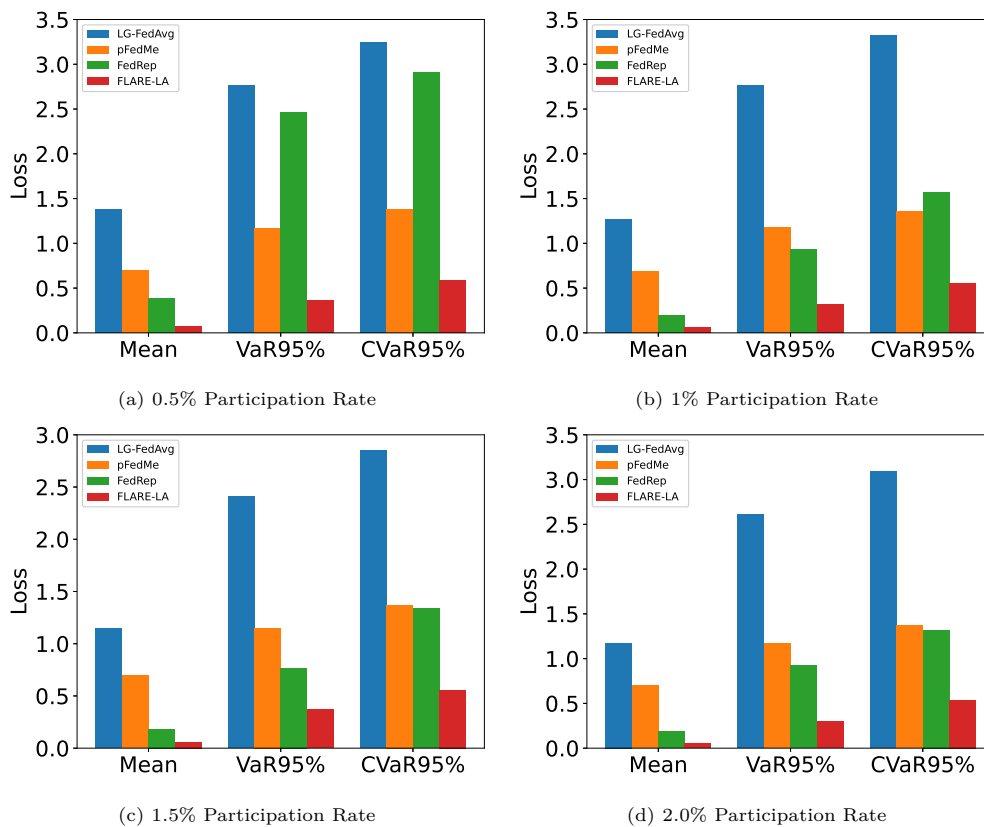 3.5
3.0
2.5
2.0
1.5
1.0
0.5
0.0
Loss
LG-FedAvg
pFedMe
FedRep
FLARE-LA
Mean VaR95% CVaR95%
(a) 0.5% Participation Rate
3.5
3.0
2.5
2.0
1.5
1.0
0.5
0.0
Loss
LG-FedAvg
pFedMe
FedRep
FLARE-LA
Mean VaR95% CVaR95%
(b) 1% Participation Rate
3.0
2.5
2.0
1.5
1.0
0.5
0.0
Loss
LG-FedAvg
pFedMe
FedRep
FLARE-LA
Mean VaR95% CVaR95%
(c) 1.5% Participation Rate
3.5
3.0
2.5
2.0
1.5
1.0
0.5
0.0
Loss
LG-FedAvg
pFedMe
FedRep
FLARE-LA
Mean VaR95% CVaR95%
(d) 2.0% Participation Rate